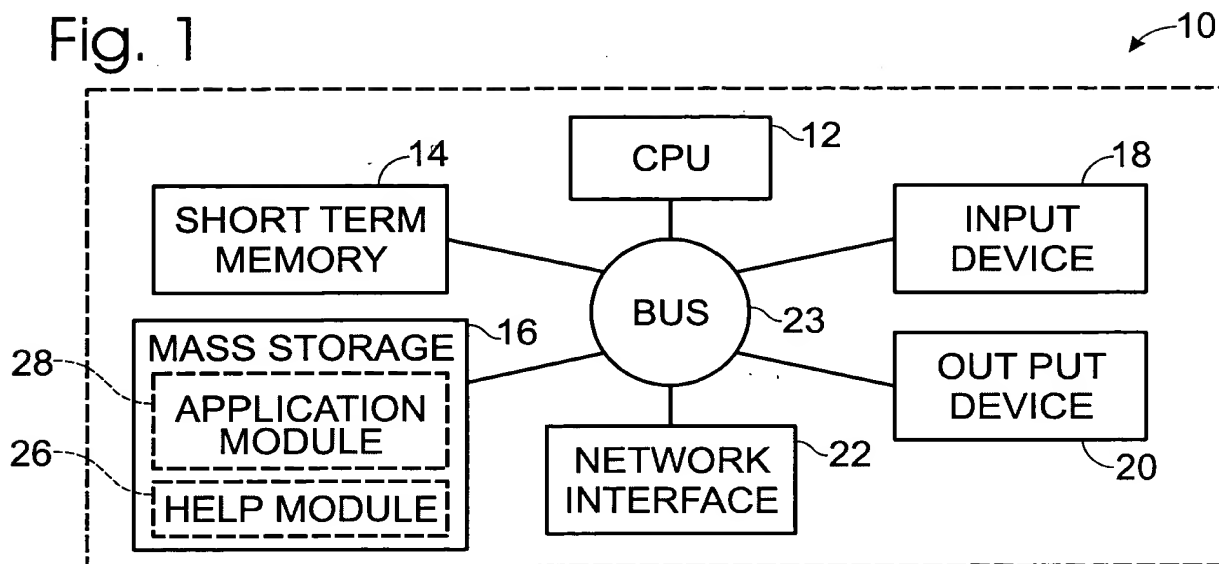 Fig. 1
10
12
CPU
14
SHORT TERM
MEMORY
18
INPUT
DEVICE
BUS
23
16
MASS STORAGE
28
APPLICATION
MODULE
26
HELP MODULE
OUT PUT
DEVICE
20
NETWORK
INTERFACE
22